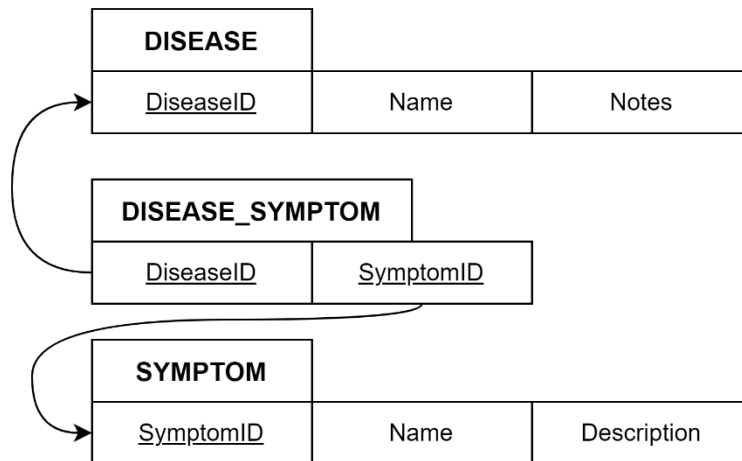 DISEASE
DiseaseID Name Notes
DISEASE_SYMPTOM
DiseaseID SymptomID
SYMPTOM
SymptomID Name Description